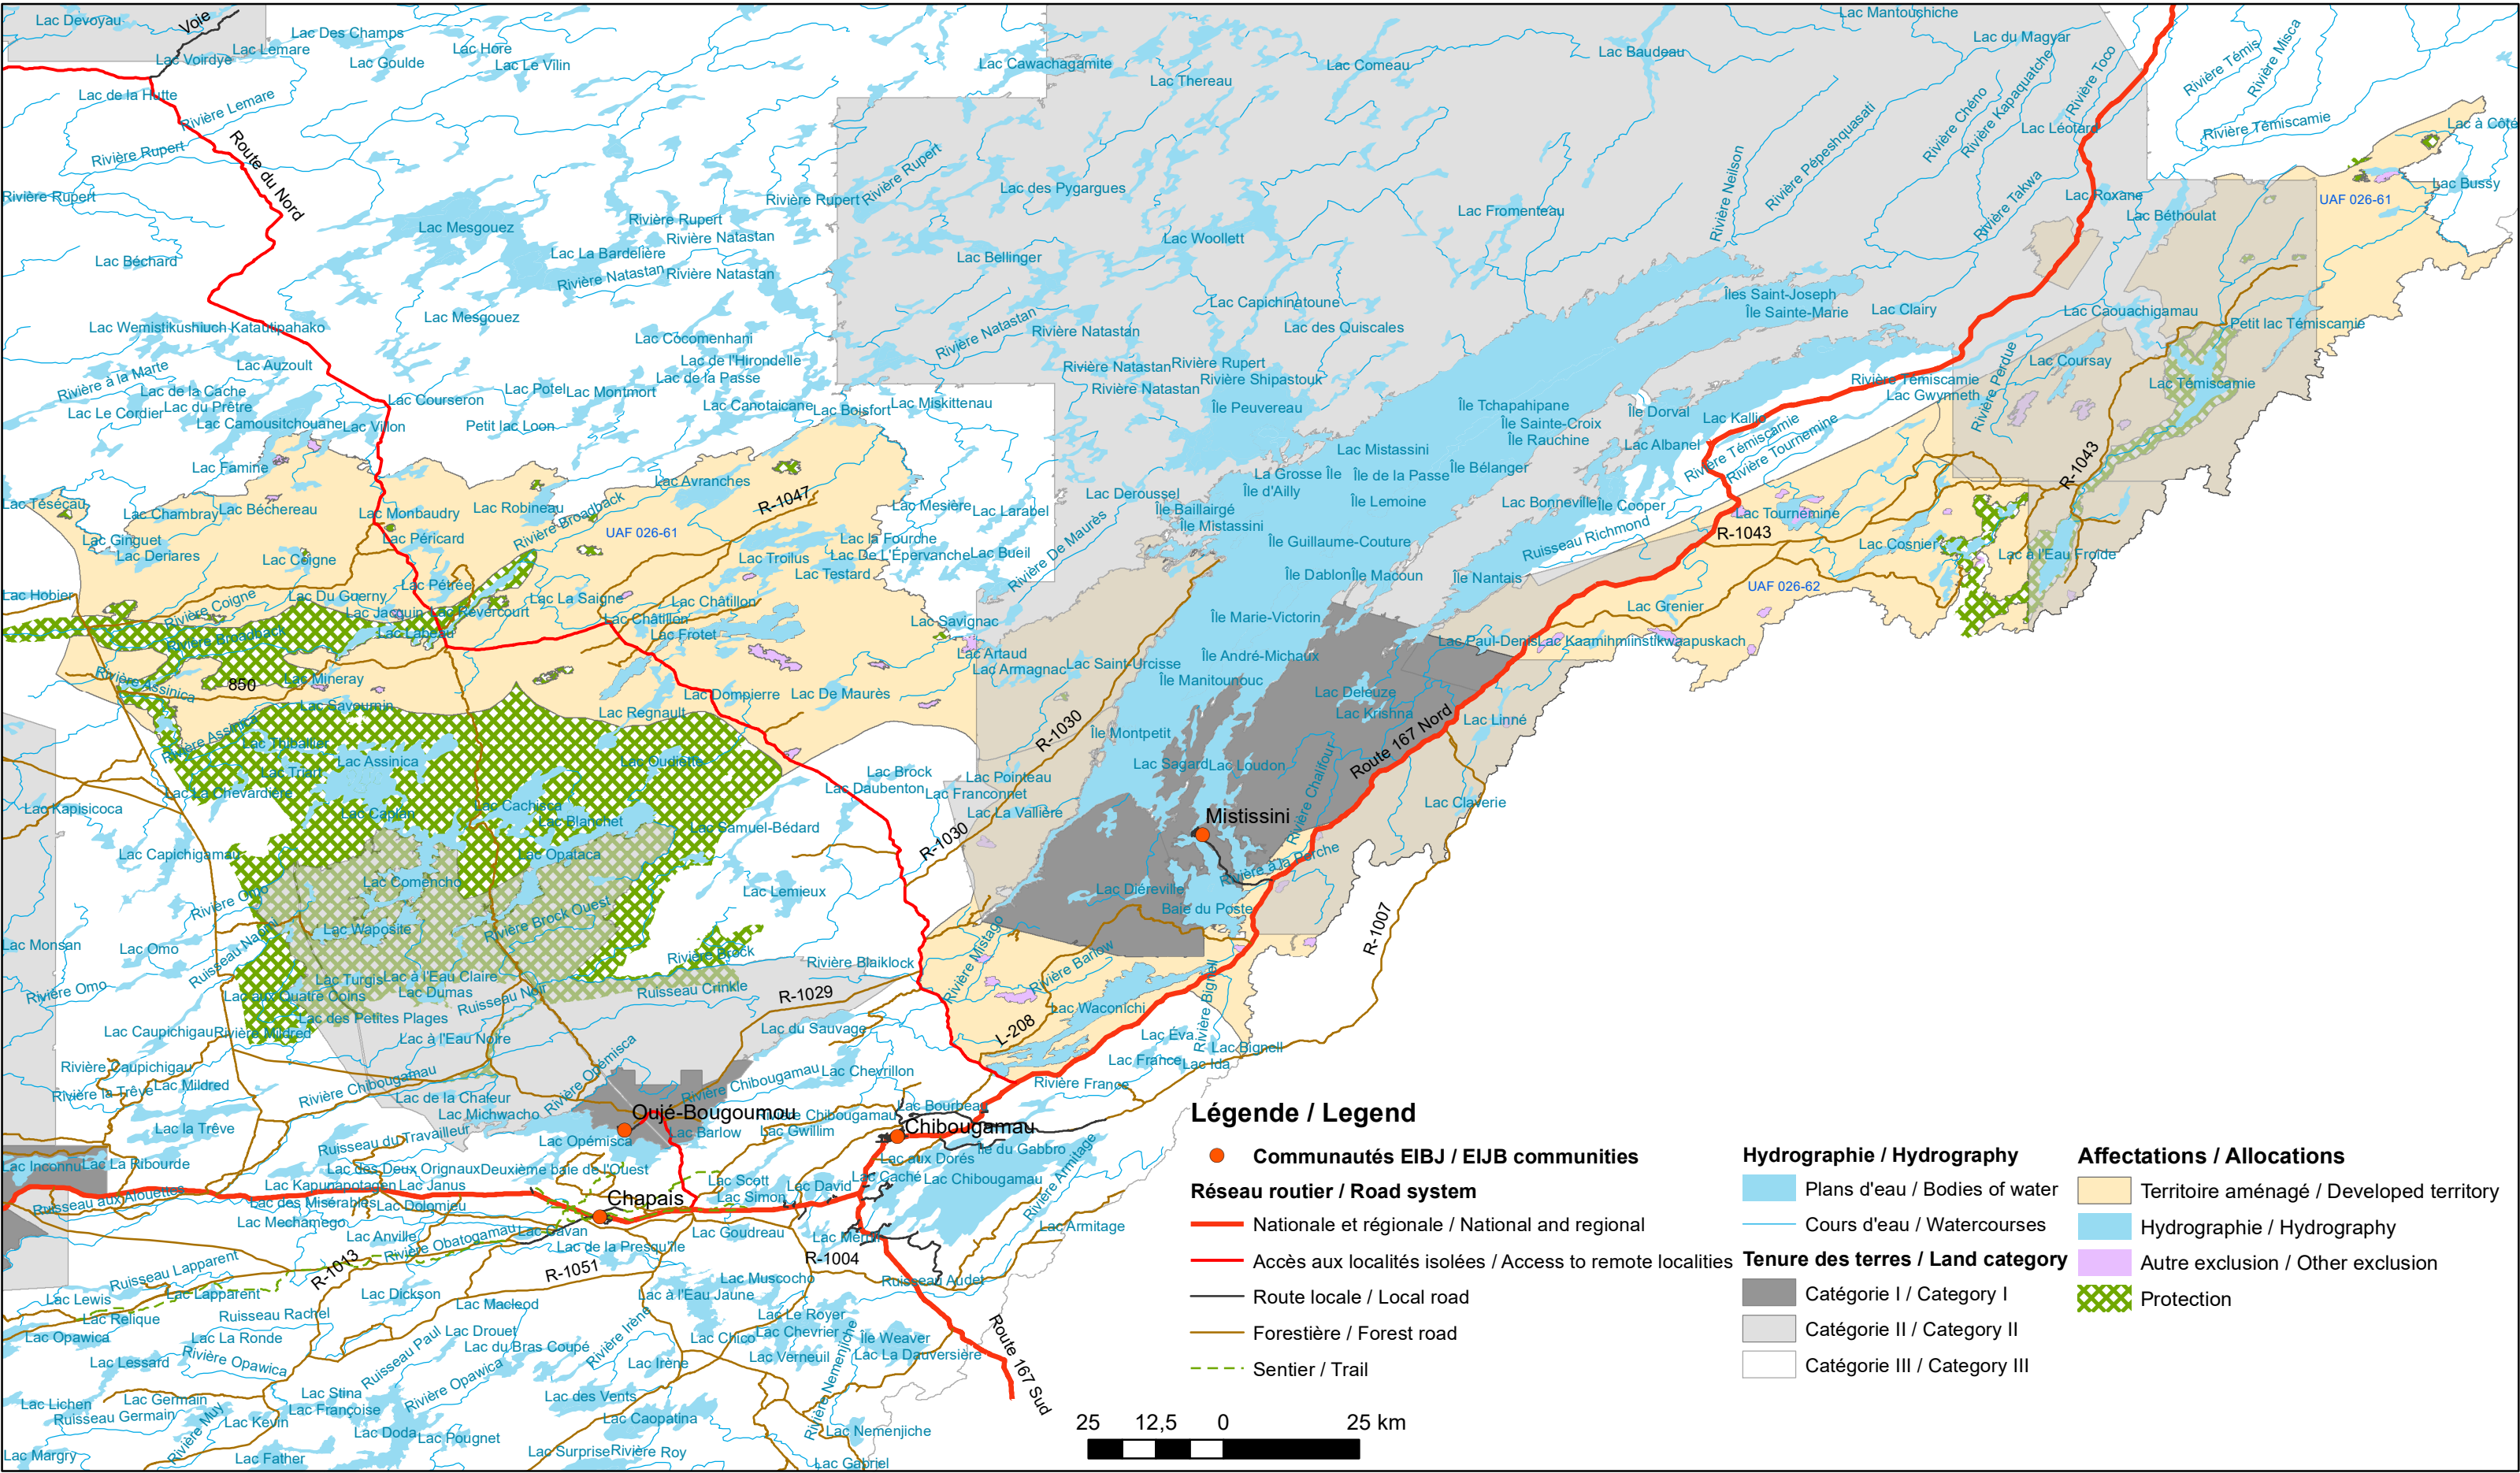 Lac Devoyau
Voie
Lac Voirdye
Lac Lemare
Lac Des Champs
Lac Goulde
Lac Hore
Lac Le Vilin
Lac Cawachagamite
Lac Thereau
Lac Comeau
Lac Baudeau
Lac Mantouchiche
Lac du Magyar
Rivière Toco
Rivière Témis
Rivière Misca
Lac de la Hutte
Rivière Lemare
Route du Nord
Rivière Rupert
Rivière Rupert
Rivière Rupert
Rivière Rupert
Rivière Rupert
Lac des Pygargues
Lac Fromenteau
Rivière Neilson
Rivière Pépeshquasati
Rivière Chéno
Rivière Kapaquatche
Lac Léotard
Rivière Témiscamie
Lac à Côté
Lac Bussy
UAF 026-61
Rivière Takwa
Lac Roxane
Lac Béthoulat
Lac Mesgouez
Rivière Natastan
Lac La Bardelière
Rivière Natastan
Rivière Natastan
Lac Béchard
Lac Woollett
Lac Bellinger
Lac Capichinatoune
Lac des Quiscales
Îles Saint-Joseph
Île Sainte-Marie
Lac Clairy
Lac Caouachigamau
Petit lac Témiscamie
Lac Wemistikushiuch Katautipahako
Lac Mesgouez
Lac Cocomenhani
Lac de l'Hirondelle
Lac de la Passe
Rivière Natastan
Rivière Natastan
Rivière Natastan
Rivière Rupert
Rivière Natastan
Rivière Shipastouk
Lac Auzoult
Rivière à la Marte
Lac de la Cache
Lac Le Cordier
Lac du Prêtre
Lac Camousitchouane
Lac Villon
Lac Courseron
Lac Potel
Lac Montmort
Petit lac Loon
Lac Canotaicane
Lac Boisfort
Lac Miskittenau
Île Peuvereau
Île Tchapahipane
Île Sainte-Croix
Île Rauchine
Île Dorval
Lac Kallio
Lac Albanel
Rivière Témiscamie
Lac Gwynneth
Rivière Perdue
Lac Coursay
Lac Témiscamie
Rivière Témiscamie
Rivière Tournemine
R-1043
Lac Famine
Lac Tésécau
Lac Chambray
Lac Béchereau
Lac Monbaudry
Lac Robineau
Lac Avranches
R-1047
Rivière Broadback
UAF 026-61
Lac Ginguet
Lac Deriares
Lac Coigne
Lac Péricard
Lac Pétrée
Lac Troilus
Lac Testard
Lac la Fourche
Lac De L'Épervanche
Lac Bueil
Lac Mesière
Lac Larabel
Lac Deroussel
Rivière De Maurès
Lac Mistassini
La Grosse Île
Île de la Passe
Île Bélanger
Île d'Ailly
Île Lemoine
Île Baillairgé
Île Mistassini
Lac Bonneville
Île Cooper
Île Guillaume-Couture
Ruisseau Richmond
Île Dablon
Île Macoun
Île Nantais
R-1043
Lac Tournemine
Lac Cosnier
Lac à l'Eau Froide
UAF 026-62
Lac Grenier
Lac Hobier
Rivière Coigne
Lac Du Guerny
Lac Jacquin
Lac Révercourt
Lac Labeau
Rivière Broadback
Lac La Saigne
Lac Châtillon
Lac Châtillon
Lac Frotet
Lac Savignac
Lac Artaud
Lac Armagnac
Lac Saint-Urcisse
Île Marie-Victorin
Île André-Michaux
Île Manitounouc
Lac Paul-Denis
Lac Kaamihmiinstikwaapuskach
Rivière Assinica
850
Lac Mineray
Lac Savournin
Lac Dompierre
Lac De Maurès
Lac Regnault
Lac Deleuze
Lac Krishna
Lac Linné
Route 167 Nord
R-1030
Île Montpetit
Rivière Assinica
Lac Thibaillier
Lac Assinica
Lac Triart
Lac La Chevardière
Lac Oudiette
Lac Cachisca
Lac Caplan
Lac Blanchet
Lac Kapisicoca
Lac Brock
Lac Daubenton
Lac Pointeau
Lac Franconnet
Lac La Vallière
Lac Samuel-Bédard
R-1030
Lac Sagard
Lac Loudon
Rivière Chalifour
Mistissini
Lac Claverie
Lac Capichigamau
Lac Opataca
Lac Comencho
Lac Lemieux
Lac Diéreville
Rivière à la Perche
Baie du Poste
R-1007
Rivière Omo
Lac Waposite
Rivière Brock Ouest
Lac Monsan
Lac Omo
Ruisseau Naomi
Rivière Brock
Rivière Blaiklock
Rivière Mistago
Rivière Barlow
Rivière Bignell
Rivière Omo
Lac Turgis
Lac à l'Eau Claire
Lac aux Quatre Coins
Lac Dumas
Ruisseau Noir
Ruisseau Crinkle
R-1029
Lac des Petites Plages
Lac Caupichigau
Rivière Mildred
Lac à l'Eau Noire
Lac du Sauvage
Lac Waconichi
L-208
Lac Éva
Lac Bignell
Lac France
Lac Ida
Rivière Caupichigau
Rivière la Trêve
Lac Mildred
Rivière Chibougamau
Rivière Opémisca
Lac Chevrillon
Rivière France
Lac de la Chaleur
Lac Michwacho
Rivière Chibougamau
Oujé-Bougoumou
Rivière Chibougamau
Lac Bourbeau
Chibougamau
Lac la Trêve
Ruisseau du Travailleur
Lac Opémisca
Lac Barlow
Lac Gwillim
Île du Gabbro
Lac aux Dorés
Rivière Armitage
Lac Inconnu
Lac La Ribourde
Lac des Deux Orignaux
Deuxième baie de l'Ouest
Lac Kapunapotagen
Lac Janus
Chapais
Lac Scott
Lac Simon
Lac David
Lac Caché
Lac Chibougamau
Ruisseau aux Alouettes
Lac des Misérables
Lac Dolomieu
Lac Mechamego
Lac Anville
Rivière Obatogamau
Lac Cavan
Lac de la Presqu'île
Lac Goudreau
Lac Merrill
R-1004
Lac Armitage
Ruisseau Lapparent
R-1013
R-1051
Lac Muscocho
Ruisseau Audet
Lac Lewis
Lac Lapparent
Lac Dickson
Lac à l'Eau Jaune
Lac Relique
Ruisseau Rachel
Lac Macleod
Lac Le Royer
Lac Opawica
Lac La Ronde
Ruisseau Paul
Lac Drouet
Rivière Irène
Lac Chico
Lac Chevrier
Île Weaver
Lac Lessard
Rivière Opawica
Lac du Bras Coupé
Lac Irène
Lac Verneuil
Lac La Dauversière
Rivière Opawica
Rivière Nemenjiche
Route 167 Sud
Lac Lichen
Lac Germain
Ruisseau Germain
Lac Stina
Lac Françoise
Lac des Vents
Lac Caopatina
Rivière Muy
Lac Kevin
Lac Doda
Lac Pougnet
Lac Nemenjiche
Lac Margry
Lac Father
Lac Surprise
Rivière Roy
Lac Gabriel
Légende / Legend
Communautés EIBJ / EIJB communities
Réseau routier / Road system
Nationale et régionale / National and regional
Accès aux localités isolées / Access to remote localities
Route locale / Local road
Forestière / Forest road
Sentier / Trail
Hydrographie / Hydrography
Plans d'eau / Bodies of water
Cours d'eau / Watercourses
Tenure des terres / Land category
Catégorie I / Category I
Catégorie II / Category II
Catégorie III / Category III
Affectations / Allocations
Territoire aménagé / Developed territory
Hydrographie / Hydrography
Autre exclusion / Other exclusion
Protection
25 12,5 0 25 km